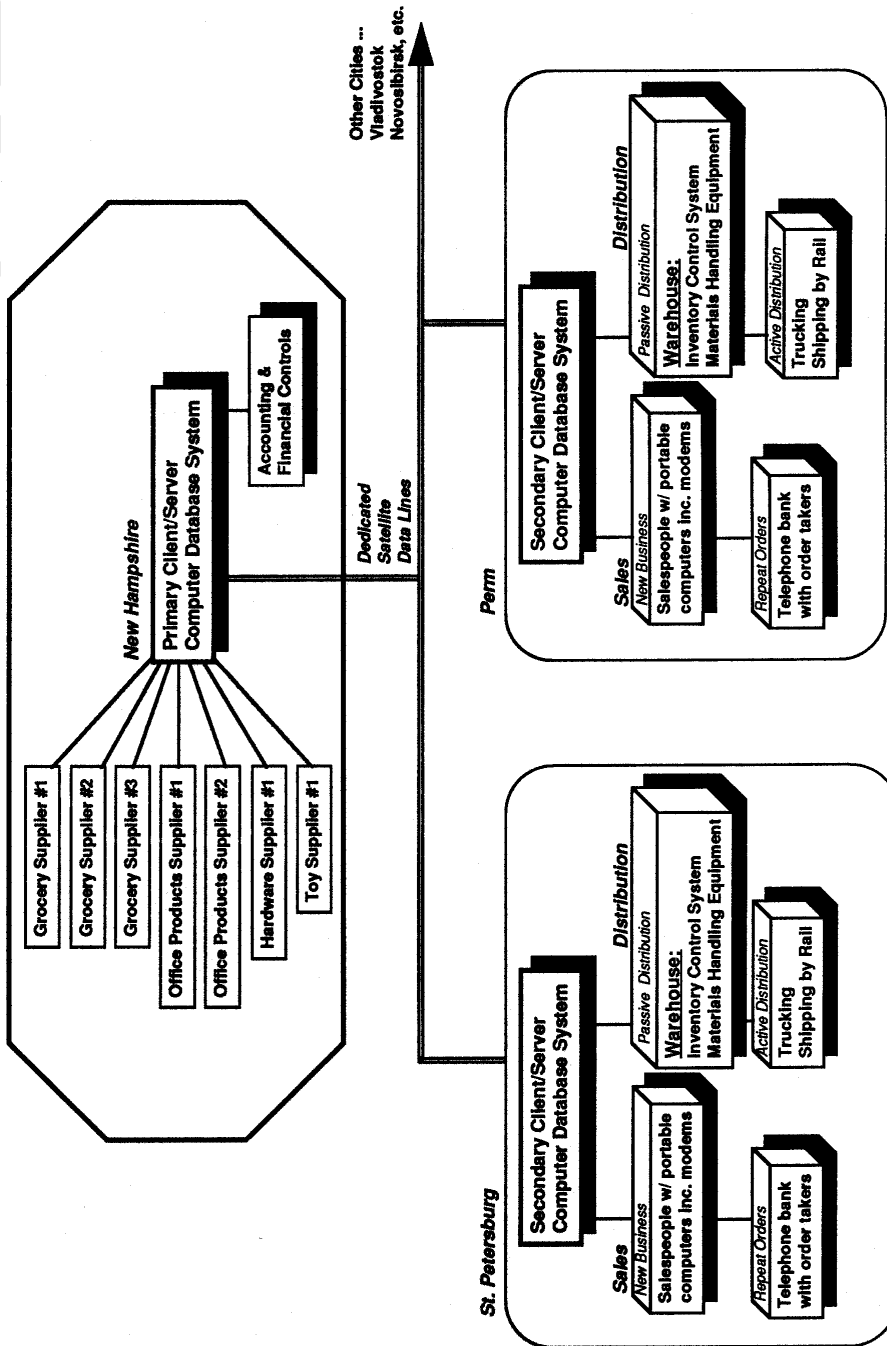 New Hampshire
Grocery Supplier #1
Grocery Supplier #2
Grocery Supplier #3
Office Products Supplier #1
Office Products Supplier #2
Hardware Supplier #1
Toy Supplier #1
Primary Client/Server
Computer Database System
Accounting &
Financial Controls
Dedicated
Satellite
Data Lines
Other Cities ...
Vladivostok
Novosibirsk, etc.
St. Petersburg
Secondary Client/Server
Computer Database System
Sales
New Business
Salespeople w/ portable
computers inc. modems
Repeat Orders
Telephone bank
with order takers
Distribution
Passive Distribution
Warehouse:
Inventory Control System
Materials Handling Equipment
Active Distribution
Trucking
Shipping by Rail
Perm
Secondary Client/Server
Computer Database System
Sales
New Business
Salespeople w/ portable
computers inc. modems
Repeat Orders
Telephone bank
with order takers
Distribution
Passive Distribution
Warehouse:
Inventory Control System
Materials Handling Equipment
Active Distribution
Trucking
Shipping by Rail